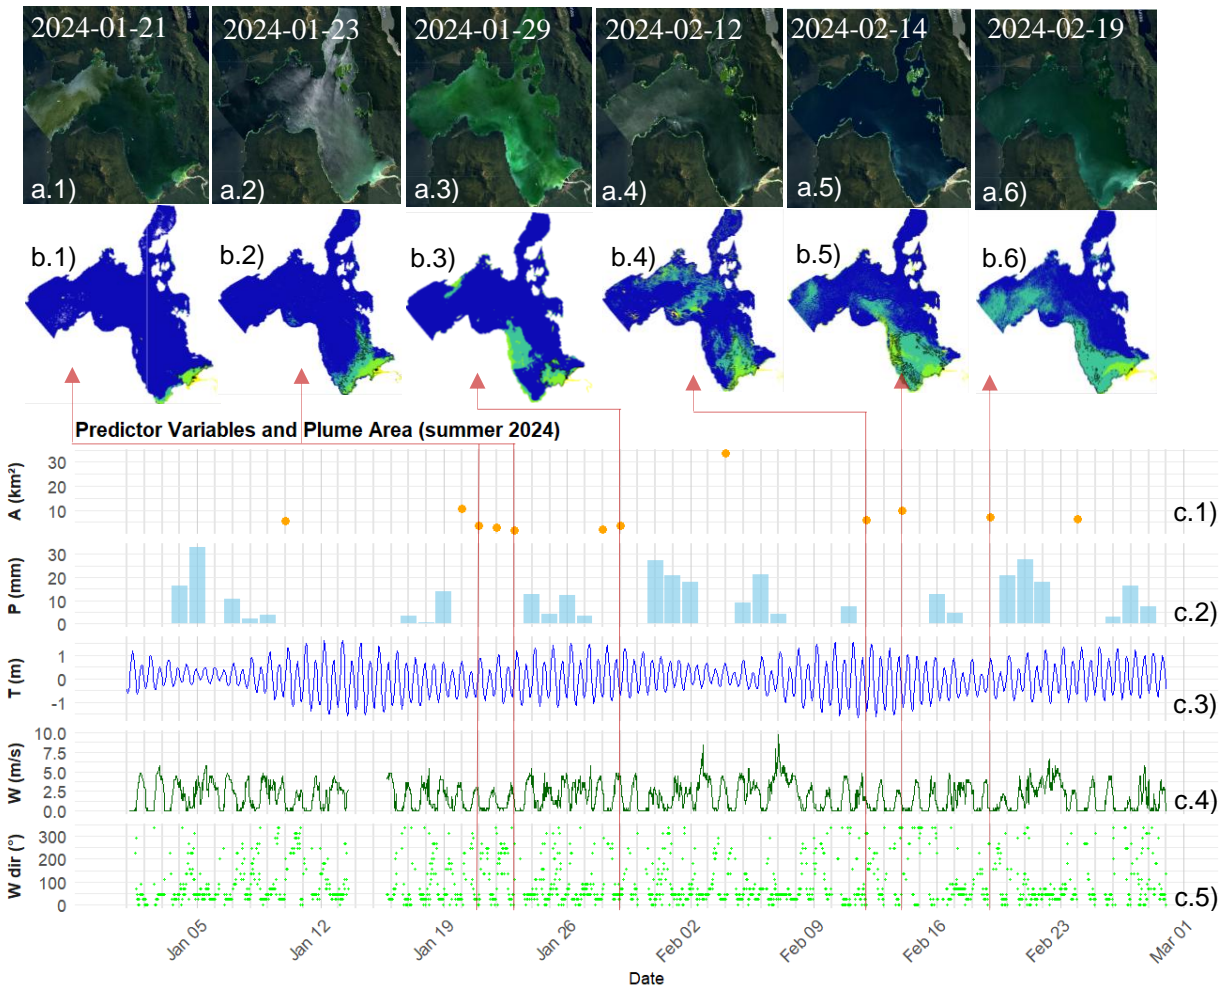 2024-01-21 2024-01-23 2024-01-29 2024-02-12 2024-02-14 2024-02-19
a.1) a.2) a.3) a.4) a.5) a.6)
b.1) b.2) b.3) b.4) b.5) b.6)
Predictor Variables and Plume Area (summer 2024)
A (km²)
30
20
10
c.1)
P (mm)
30
20
10
0
c.2)
T (m)
1
0
-1
c.3)
W (m/s)
10.0
7.5
5.0
2.5
0.0
c.4)
W dir (°)
300
200
100
0
c.5)
Jan 05 Jan 12 Jan 19 Jan 26 Feb 02 Feb 09 Feb 16 Feb 23 Mar 01
Date